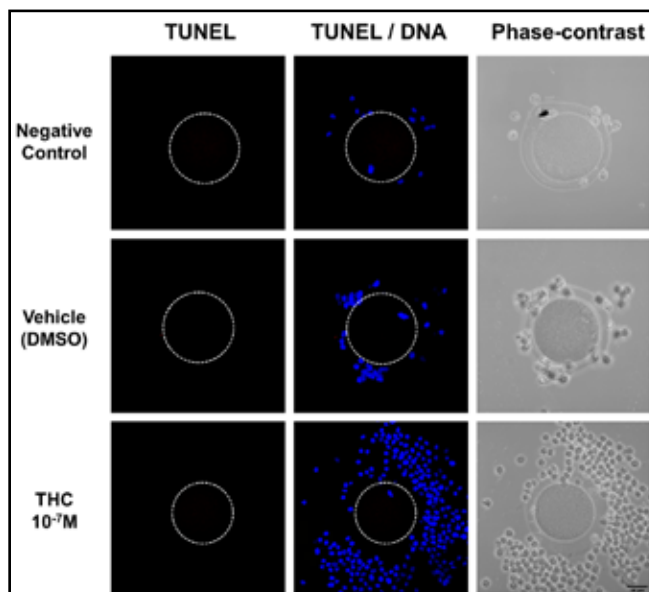 TUNEL TUNEL / DNA Phase-contrast
Negative
Control
Vehicle
(DMSO)
THC
10⁻⁷M